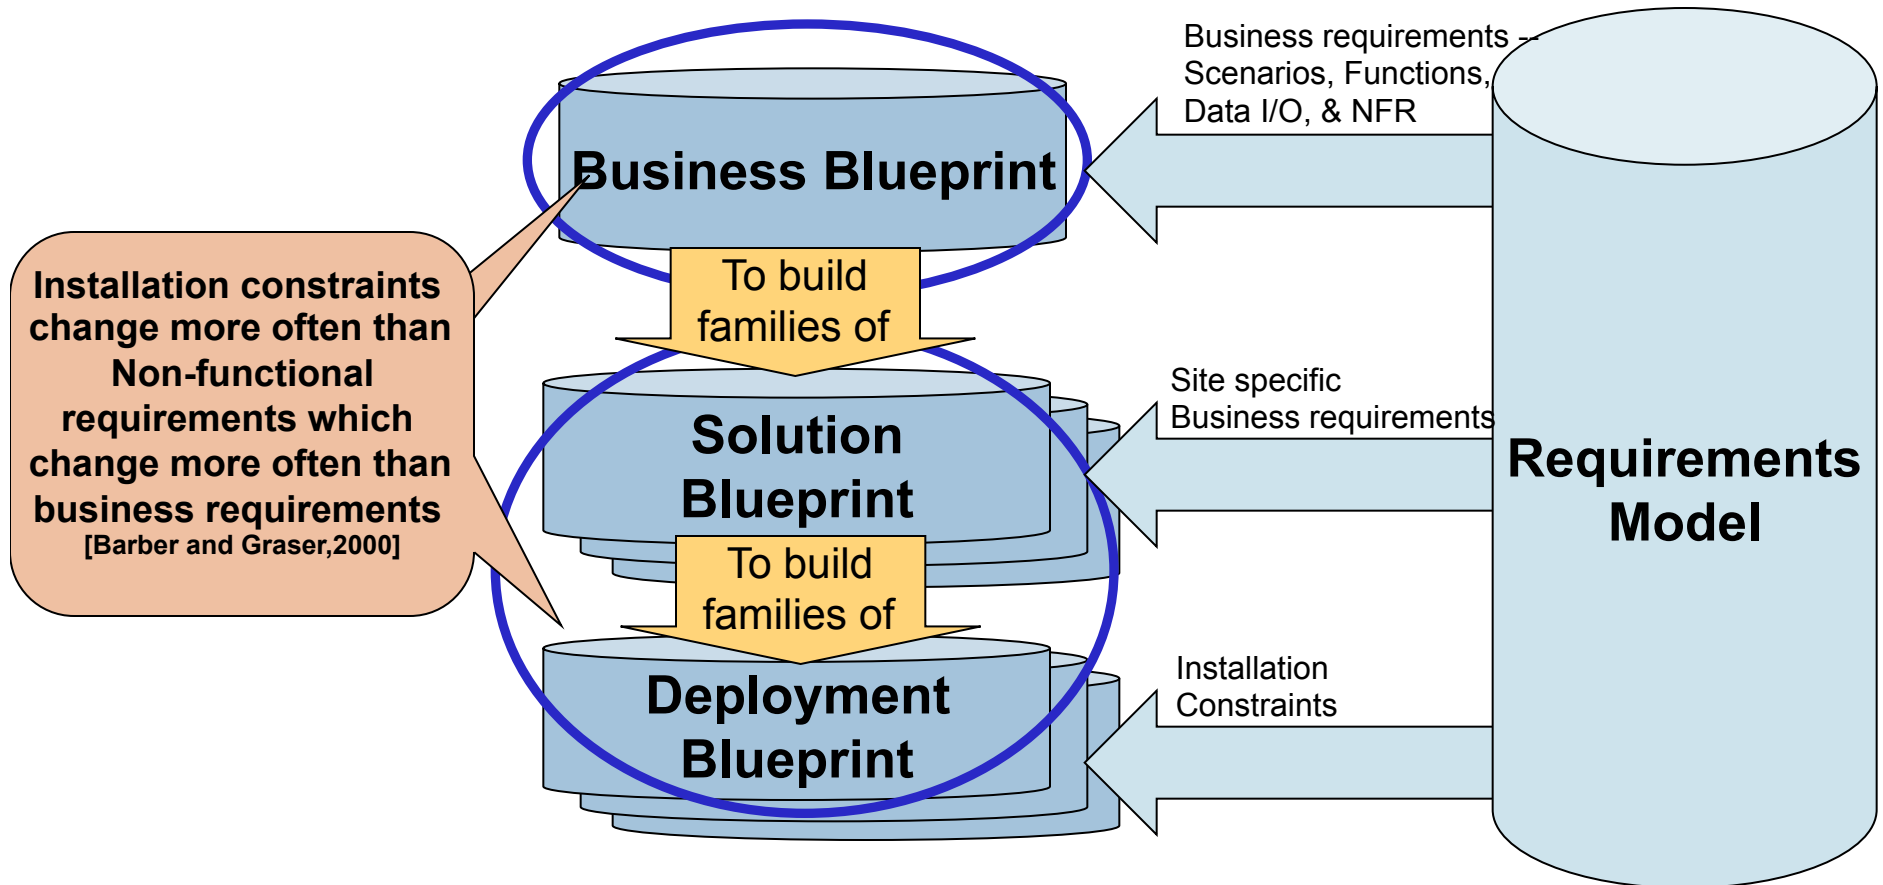 Business requirements --
Scenarios, Functions,
Data I/O, & NFR
Business Blueprint
To build
families of
Installation constraints
change more often than
Non-functional
requirements which
change more often than
business requirements
[Barber and Graser,2000]
Site specific
Business requirements
Solution
Blueprint
Requirements
Model
To build
families of
Installation
Constraints
Deployment
Blueprint